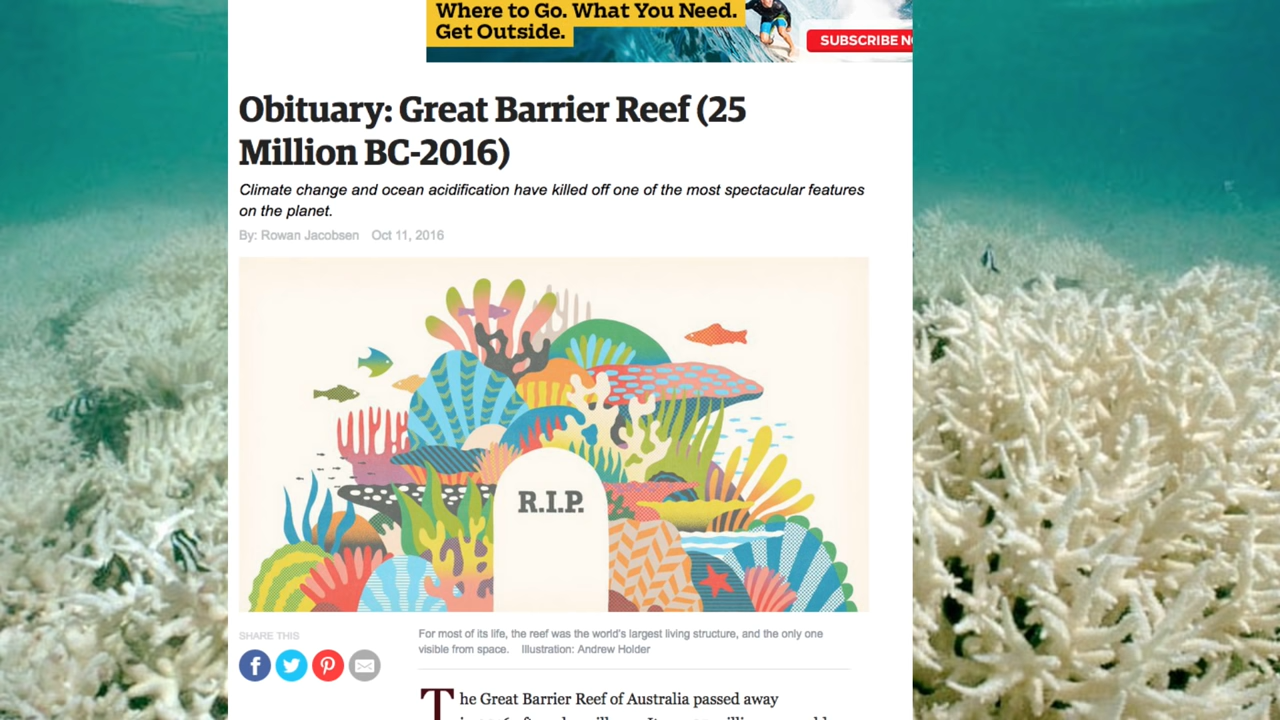 Where to Go. What You Need.
Get Outside.
SUBSCRIBE
Obituary: Great Barrier Reef (25
Million BC-2016)
Climate change and ocean acidification have killed off one of the most spectacular features
on the planet.
By: Rowan Jacobsen Oct 11, 2016
R.I.P.
SHARE THIS
For most of its life, the reef was the world's largest living structure, and the only one
visible from space. Illustration: Andrew Holder
The Great Barrier Reef of Australia passed away